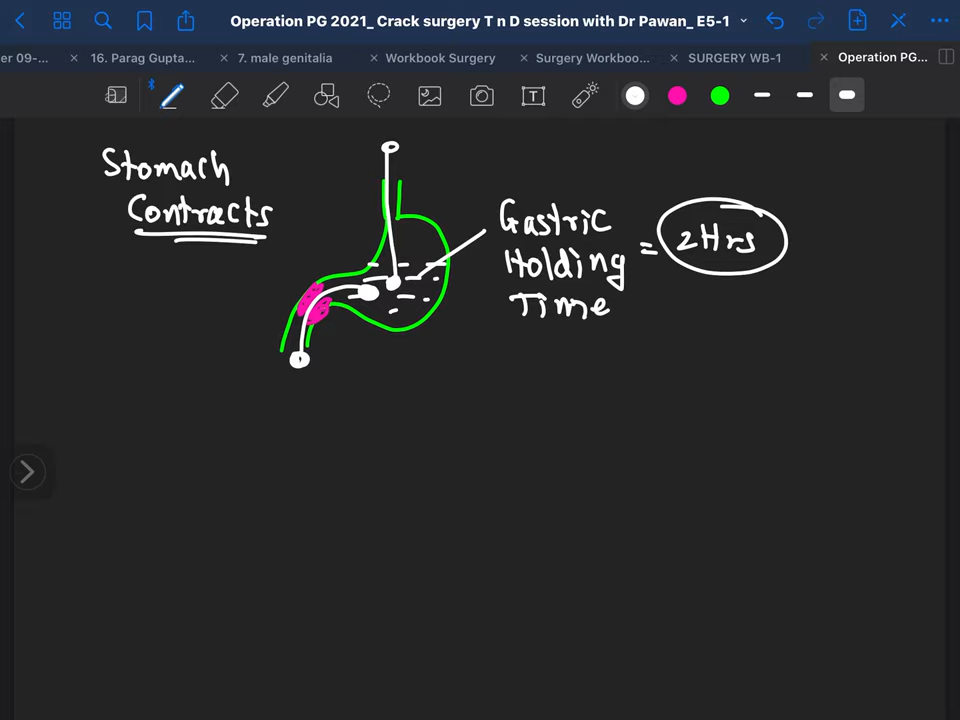 Operation PG 2021_ Crack surgery T n D session with Dr Pawan_ E5-1
er 09-...
16. Parag Gupta...
7. male genitalia
Workbook Surgery
Surgery Workboo...
SURGERY WB-1
Operation PG...
T
Stomach
Contracts
Gastric
Holding
Time
= 2Hrs